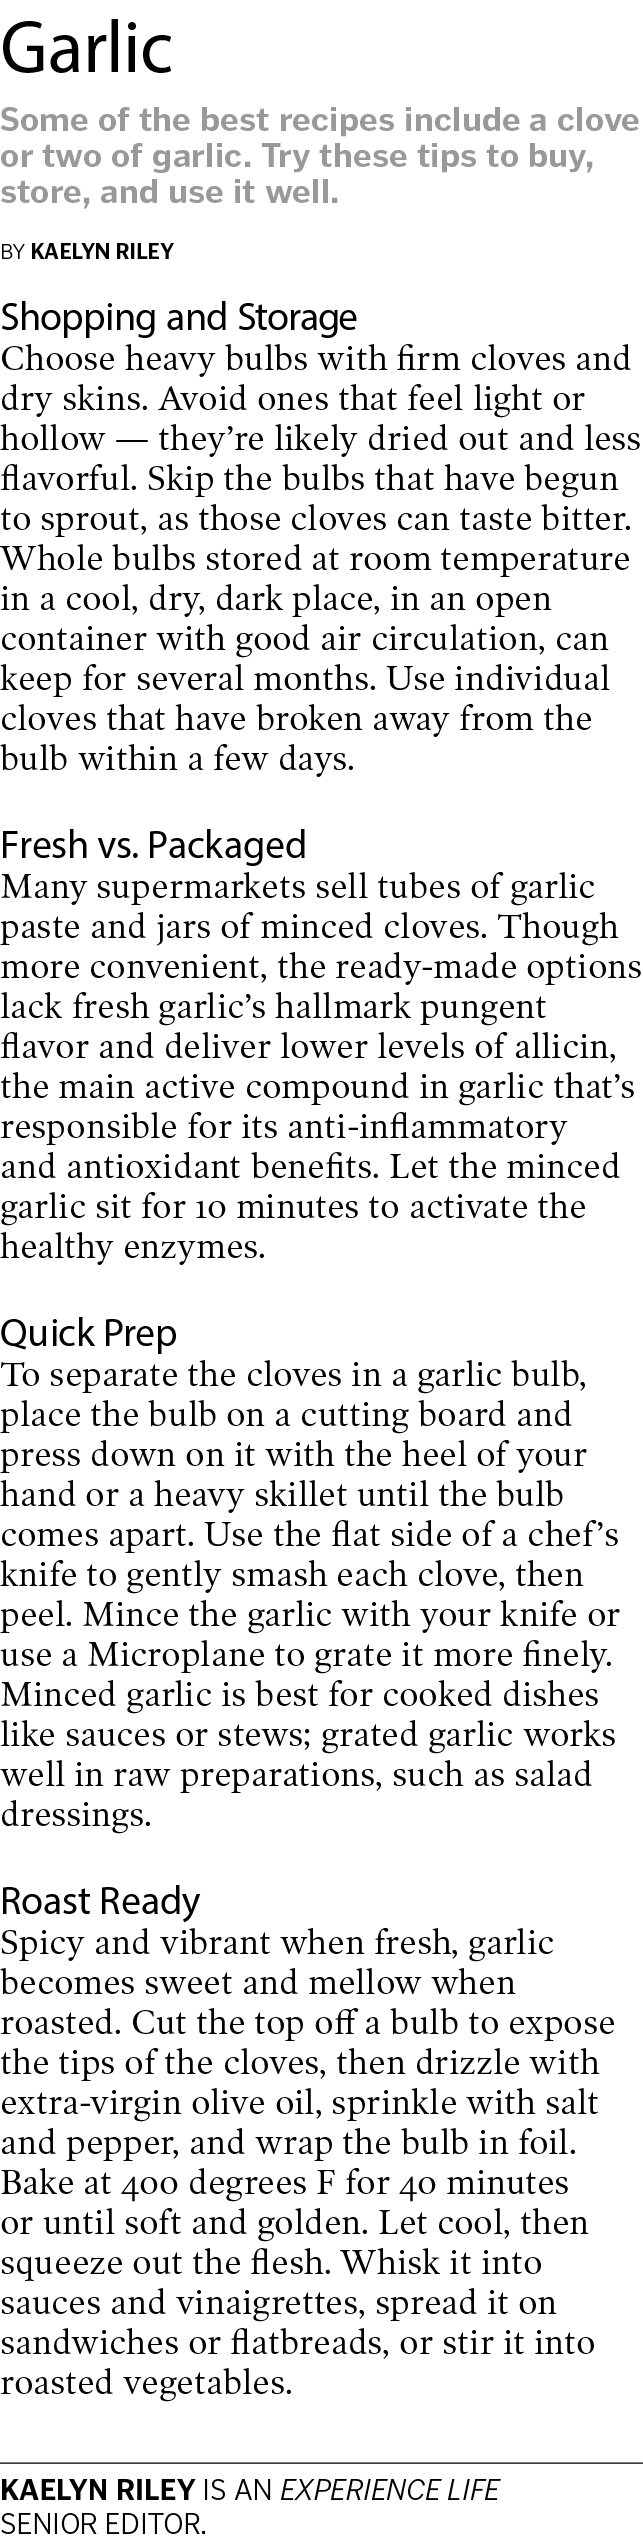 Garlic
Some of the best recipes include a clove
or two of garlic. Try these tips to buy,
store, and use it well.
BY KAELYN RILEY
Shopping and Storage
Choose heavy bulbs with firm cloves and
dry skins. Avoid ones that feel light or
hollow — they’re likely dried out and less
flavorful. Skip the bulbs that have begun
to sprout, as those cloves can taste bitter.
Whole bulbs stored at room temperature
in a cool, dry, dark place, in an open
container with good air circulation, can
keep for several months. Use individual
cloves that have broken away from the
bulb within a few days.
Fresh vs. Packaged
Many supermarkets sell tubes of garlic
paste and jars of minced cloves. Though
more convenient, the ready-made options
lack fresh garlic’s hallmark pungent
flavor and deliver lower levels of allicin,
the main active compound in garlic that’s
responsible for its anti-inflammatory
and antioxidant benefits. Let the minced
garlic sit for 10 minutes to activate the
healthy enzymes.
Quick Prep
To separate the cloves in a garlic bulb,
place the bulb on a cutting board and
press down on it with the heel of your
hand or a heavy skillet until the bulb
comes apart. Use the flat side of a chef’s
knife to gently smash each clove, then
peel. Mince the garlic with your knife or
use a Microplane to grate it more finely.
Minced garlic is best for cooked dishes
like sauces or stews; grated garlic works
well in raw preparations, such as salad
dressings.
Roast Ready
Spicy and vibrant when fresh, garlic
becomes sweet and mellow when
roasted. Cut the top off a bulb to expose
the tips of the cloves, then drizzle with
extra-virgin olive oil, sprinkle with salt
and pepper, and wrap the bulb in foil.
Bake at 400 degrees F for 40 minutes
or until soft and golden. Let cool, then
squeeze out the flesh. Whisk it into
sauces and vinaigrettes, spread it on
sandwiches or flatbreads, or stir it into
roasted vegetables.
KAELYN RILEY IS AN EXPERIENCE LIFE
SENIOR EDITOR.